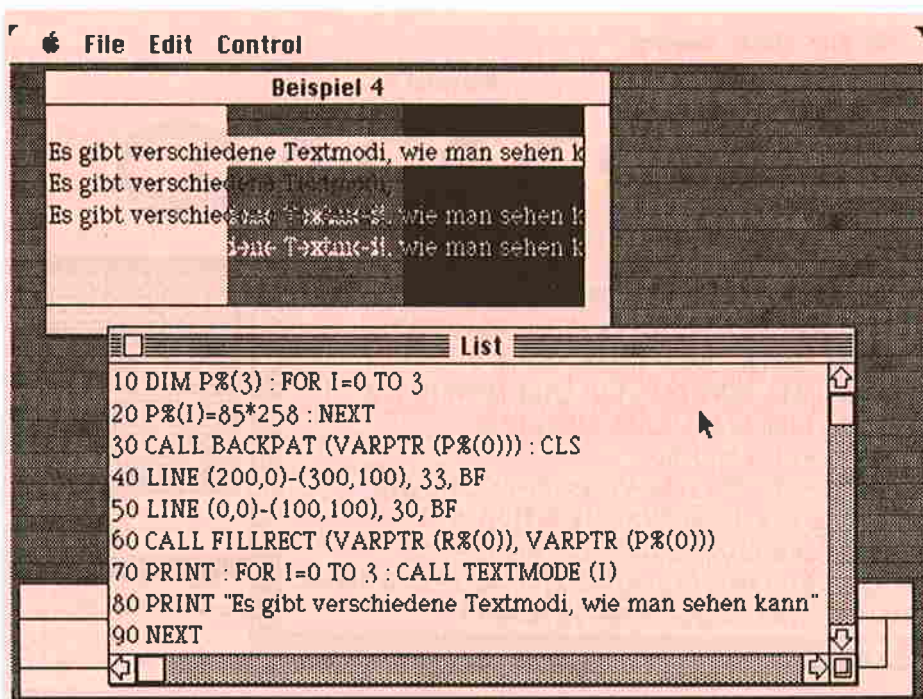 File Edit Control
Beispiel 4
Es gibt verschiedene Textmodi, wie man sehen k
Es gibt verschiedene Textmodi,
Es gibt verschiedene Textmodi, wie man sehen k
dene Textmodi, wie man sehen k
List
10 DIM P%(3) : FOR I=0 TO 3
20 P%(I)=85*258 : NEXT
30 CALL BACKPAT (VARPTR (P%(0))) : CLS
40 LINE (200,0)-(300,100), 33, BF
50 LINE (0,0)-(100,100), 30, BF
60 CALL FILLRECT (VARPTR (R%(0)), VARPTR (P%(0)))
70 PRINT : FOR I=0 TO 3 : CALL TEXTMODE (I)
80 PRINT "Es gibt verschiedene Textmodi, wie man sehen kann"
90 NEXT